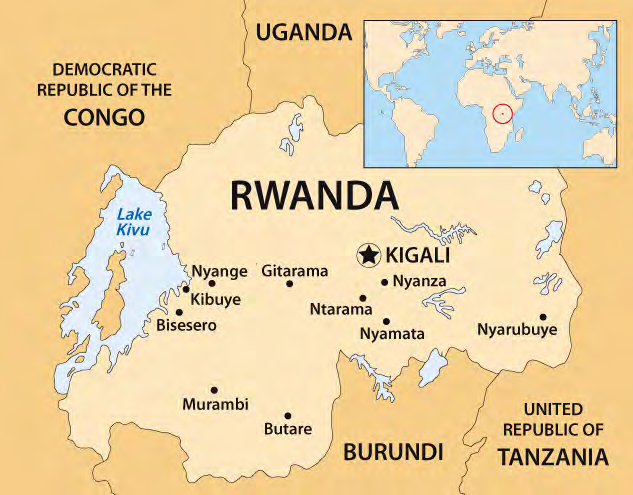 UGANDA
DEMOCRATIC
REPUBLIC OF THE
CONGO
RWANDA
Lake
Kivu
KIGALI
Nyange
Gitarama
Nyanza
Kibuye
Ntarama
Bisesero
Nyamata
Nyarubuye
Murambi
Butare
UNITED
REPUBLIC OF
TANZANIA
BURUNDI